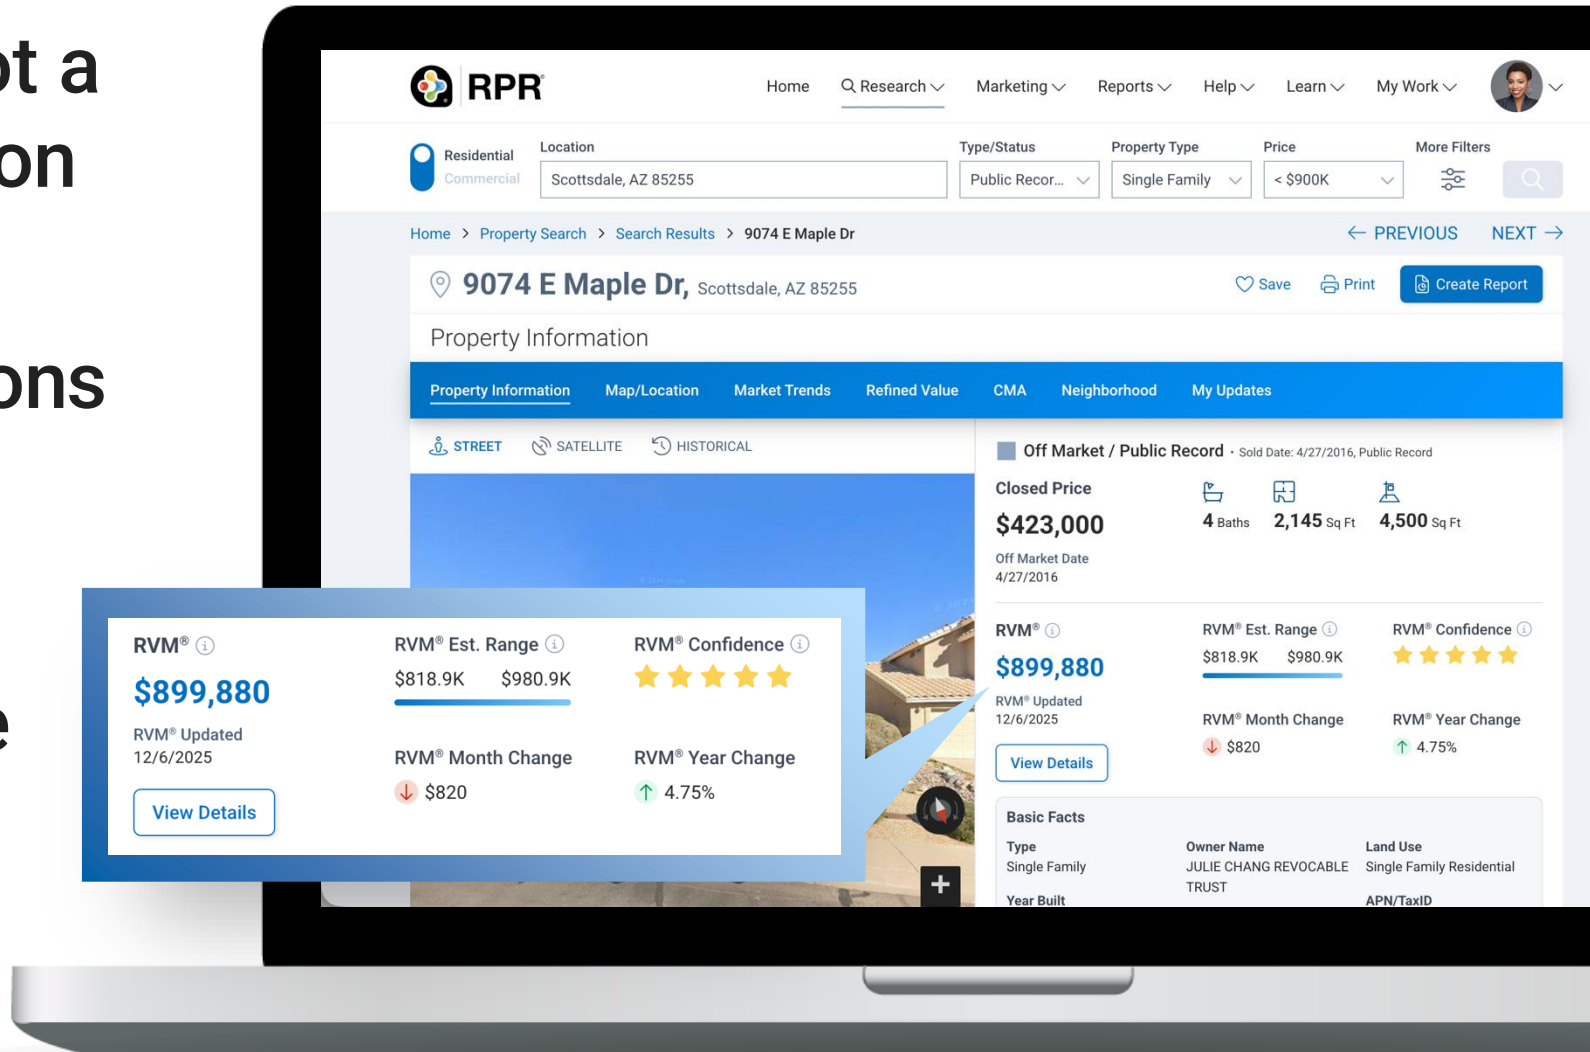 ot a
on
ons
e
RPR
Home Research Marketing Reports Help Learn My Work
Residential
Commercial
Location
Scottsdale, AZ 85255
Type/Status
Public Recor...
Property Type
Single Family
Price
< $900K
More Filters
Home > Property Search > Search Results > 9074 E Maple Dr
← PREVIOUS NEXT →
9074 E Maple Dr, Scottsdale, AZ 85255
Save Print Create Report
Property Information
Property Information Map/Location Market Trends Refined Value CMA Neighborhood My Updates
STREET SATELLITE HISTORICAL
Off Market / Public Record • Sold Date: 4/27/2016, Public Record
Closed Price
$423,000
4 Baths 2,145 Sq Ft 4,500 Sq Ft
Off Market Date
4/27/2016
RVM®
$899,880
RVM® Updated
12/6/2025
View Details
RVM® Est. Range
$818.9K $980.9K
RVM® Confidence
RVM® Month Change
$820
RVM® Year Change
4.75%
RVM®
$899,880
RVM® Updated
12/6/2025
View Details
RVM® Est. Range
$818.9K $980.9K
RVM® Confidence
RVM® Month Change
$820
RVM® Year Change
4.75%
Basic Facts
Type
Single Family
Owner Name
JULIE CHANG REVOCABLE
TRUST
Land Use
Single Family Residential
Year Built
APN/TaxID